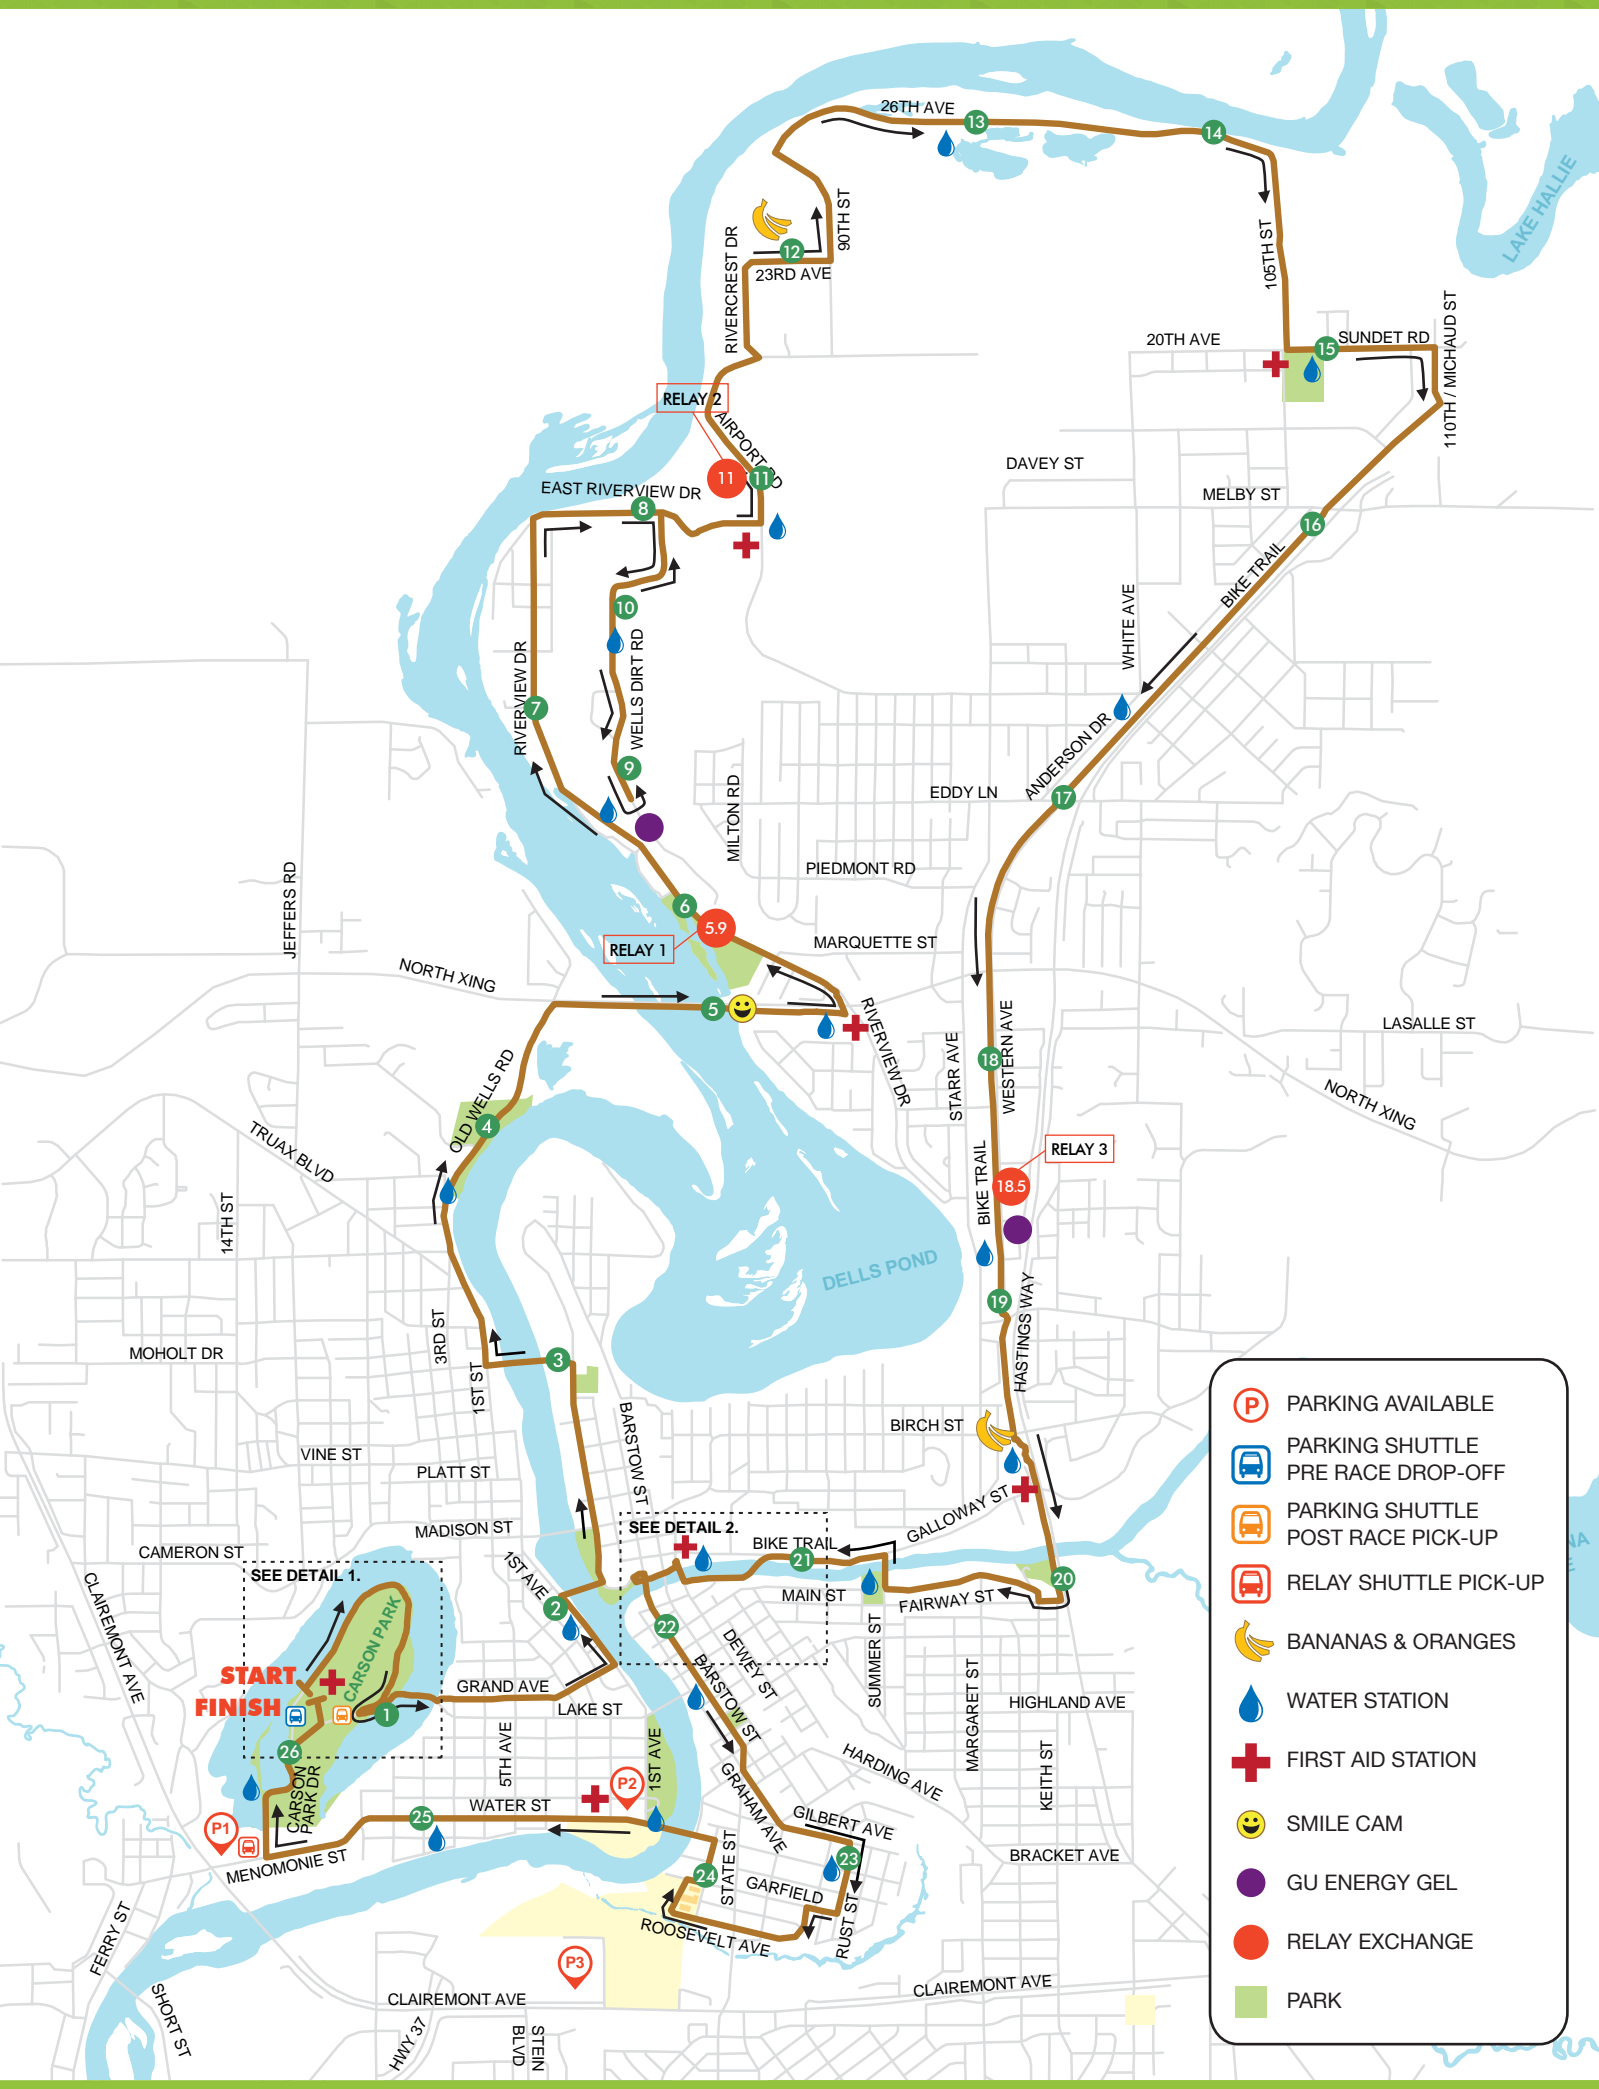 26TH AVE
13
14
LAKE HALLIE
90TH ST
RIVERCREST DR
12
23RD AVE
105TH ST
20TH AVE
15
SUNDET RD
110TH / MICHAUD ST
RELAY 2
AIRPORT RD
11
11
DAVEY ST
EAST RIVERVIEW DR
8
MELBY ST
16
BIKE TRAIL
10
WHITE AVE
WELLS DIRT RD
RIVERVIEW DR
7
9
ANDERSON DR
EDDY LN
17
MILTON RD
PIEDMONT RD
JEFFERS RD
6
5.9
RELAY 1
MARQUETTE ST
NORTH XING
5
RIVERVIEW DR
LASALLE ST
STARR AVE
18
WESTERN AVE
OLD WELLS RD
4
NORTH XING
TRUAX BLVD
RELAY 3
BIKE TRAIL
18.5
14TH ST
DELLS POND
19
HASTINGS WAY
3RD ST
MOHOLT DR
3
1ST ST
BARSTOW ST
BIRCH ST
VINE ST
PLATT ST
GALLOWAY ST
MADISON ST
SEE DETAIL 2.
BIKE TRAIL
21
CAMERON ST
SEE DETAIL 1.
1ST AVE
2
MAIN ST
FAIRWAY ST
20
CLAIREMONT AVE
CARSON PARK
22
DEWEY ST
SUMMER ST
START
FINISH
1
GRAND AVE
LAKE ST
BARSTOW ST
MARGARET ST
HIGHLAND AVE
26
CARSON
PARK DR
5TH AVE
1ST AVE
HARDING AVE
KEITH ST
P2
GRAHAM AVE
25
WATER ST
GILBERT AVE
P1
MENOMONIE ST
STATE ST
23
BRACKET AVE
24
GARFIELD
RUST ST
ROOSEVELT AVE
FERRY ST
P3
SHORT ST
CLAIREMONT AVE
CLAIREMONT AVE
HWY 37
STEIN
BLVD
NA
E
P
PARKING AVAILABLE
PARKING SHUTTLE
PRE RACE DROP-OFF
PARKING SHUTTLE
POST RACE PICK-UP
RELAY SHUTTLE PICK-UP
BANANAS & ORANGES
WATER STATION
FIRST AID STATION
SMILE CAM
GU ENERGY GEL
RELAY EXCHANGE
PARK